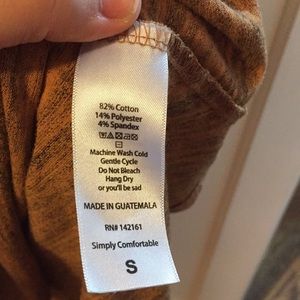 82% Cotton
14% Polyester
4% Spandex
Machine Wash Cold
Gentle Cycle
Do Not Bleach
Hang Dry
or you'll be sad
MADE IN GUATEMALA
RN# 142161
Simply Comfortable
S